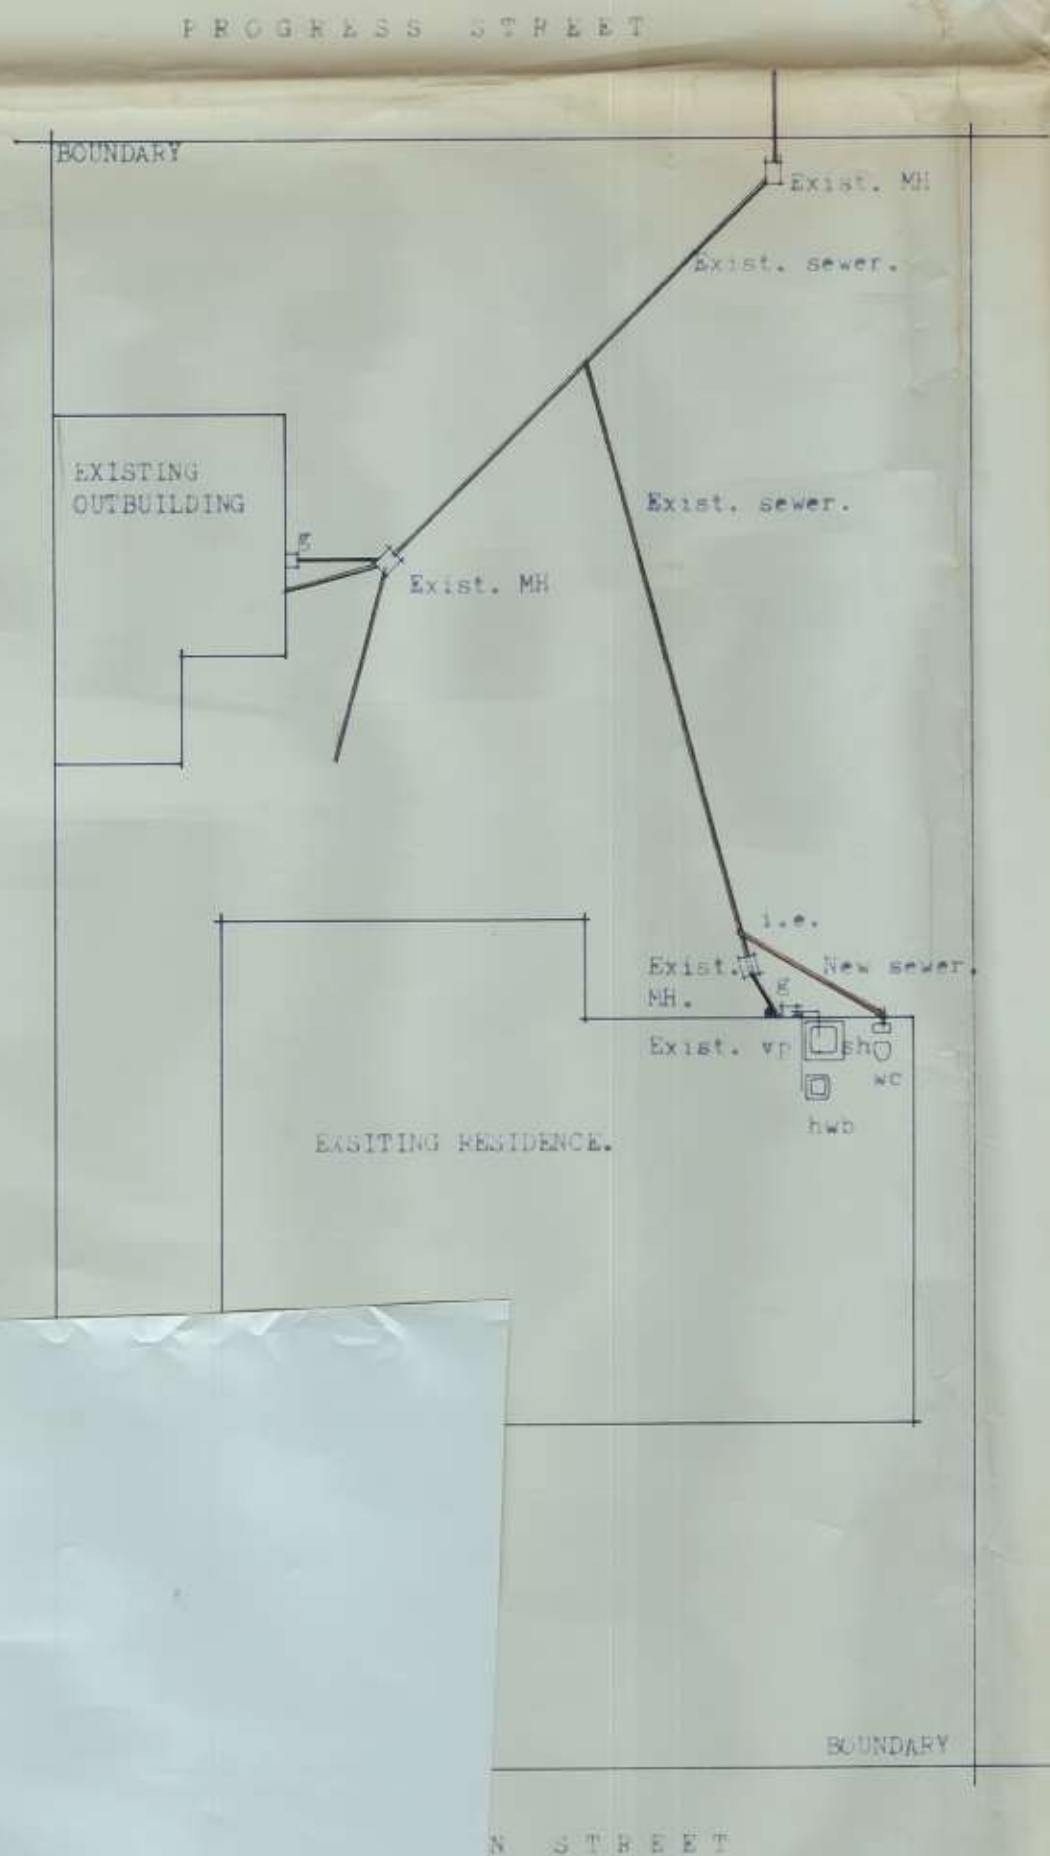 PROGRESS STREET
BOUNDARY
Exist. MH
Exist. sewer.
EXISTING
OUTBUILDING
Exist. sewer.
g
Exist. MH
i.e.
Exist.
New sewer.
MH.
g
Exist. vp
sh
wc
hwb
EXSITING RESIDENCE.
BOUNDARY
N STREET